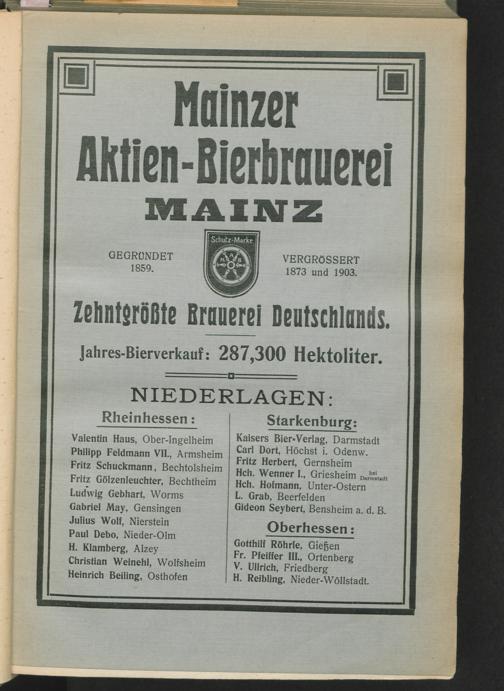 Mainzer
Aktien-Bierbrauerei
MAINZ
Schutz-Marke.
GEGRÜNDET
1859.
VERGRÖSSERT
1873 und 1903.
Zehntgrößte Brauerei Deutschlands.
Jahres-Bierverkauf: 287,300 Hektoliter.
NIEDERLAGEN:
Rheinhessen:
Valentin Haus, Ober-Ingelheim
Philipp Feldmann VII., Armsheim
Fritz Schuckmann, Bechtolsheim
Fritz Gölzenleuchter, Bechtheim
Ludwig Gebhart, Worms
Gabriel May, Gensingen
Julius Wolf, Nierstein
Paul Debo, Nieder-Olm
H. Klamberg, Alzey
Christian Weinehl, Wolfsheim
Heinrich Beiling, Osthofen
Starkenburg:
Kaisers Bier-Verlag, Darmstadt
Carl Dort, Höchst i. Odenw.
Fritz Herbert, Gernsheim
Hch. Wenner I., Griesheim bei Darmstadt
Hch. Hofmann, Unter-Ostern
L. Grab, Beerfelden
Gideon Seybert, Bensheim a. d. B.
Oberhessen:
Gotthilf Röhrle, Gießen
Fr. Pfeiffer III., Ortenberg
V. Ullrich, Friedberg
H. Reibling, Nieder-Wöllstadt.